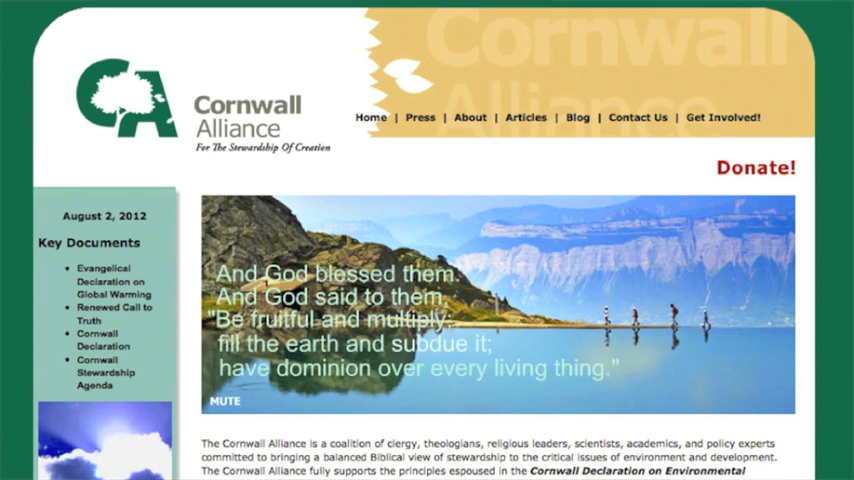 Cornwall
Alliance
CA
Cornwall
Alliance
For The Stewardship Of Creation
Home | Press | About | Articles | Blog | Contact Us | Get Involved!
Donate!
August 2, 2012
Key Documents
• Evangelical
Declaration on
Global Warming
• Renewed Call to
Truth
• Cornwall
Declaration
• Cornwall
Stewardship
Agenda
And God blessed them.
And God said to them,
"Be fruitful and multiply;
fill the earth and subdue it;
have dominion over every living thing."
MUTE
The Cornwall Alliance is a coalition of clergy, theologians, religious leaders, scientists, academics, and policy experts
committed to bringing a balanced Biblical view of stewardship to the critical issues of environment and development.
The Cornwall Alliance fully supports the principles espoused in the Cornwall Declaration on Environmental